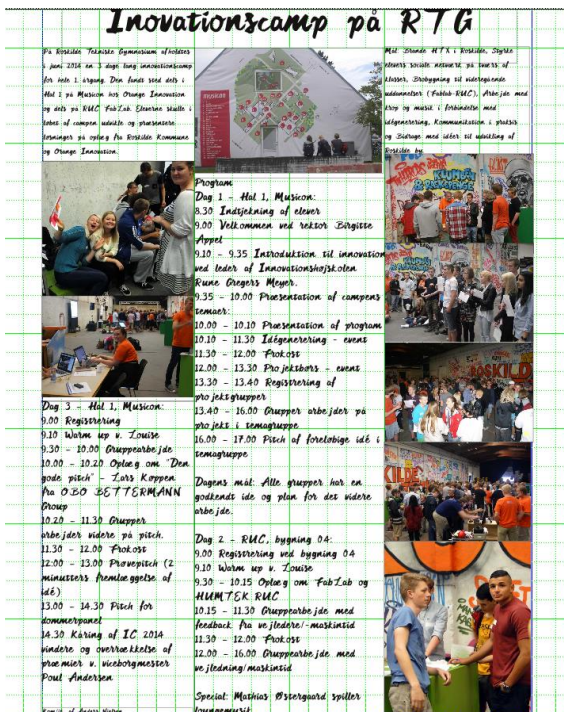 Inovationscamp på RTG
På Roskilde Tekniske Gymnasium afholdtes
i juni 2014 en 3 dage lang innovationscamp
for hele 1. årgang. Den fandt sted dels i
Hal 1 på Musicon hos Orange Innovation
og dels på RUC FabLab. Eleverne skulle i
løbet af campen udvikle og præsentere
løsninger på oplæg fra Roskilde Kommune
og Orange Innovation.
Mål: Brande HTX i Roskilde, Styrke
elevers sociale netværk på tværs af
klasser, Brobygning til videregående
uddannelser (Fablab-RUC), Arbejde med
krop og musik i forbindelse med
idégenerering, Kommunikation i praksis
og Bidrage med idéer til udvikling af
Roskilde by.
MUSICON
Program
Dag 1 - Hal 1, Musicon:
8.30 Indtjekning af elever
9.00 Velkommen ved rektor Birgitte
Appel
9.10 - 9.35 Introduktion til innovation
ved leder af Innovationshøjskolen
Rune Gregers Meyer.
9.35 - 10.00 Præsentation af campens
temaer:
10.00 - 10.10 Præsentation af program
10.10 - 11.30 Idégenerering - event
11.30 - 12.00 Frokost
12.00 - 13.30 Projektbørs - event
13.30 - 13.40 Registrering af
projektgrupper
13.40 - 16.00 Grupper arbejder på
projekt i temagruppe
16.00 - 17.00 Pitch af foreløbige idé i
temagruppe
Dagens mål: Alle grupper har en
godkendt ide og plan for det videre
arbejde.
Dag 2 - RUC, bygning 04:
9.00 Registrering ved bygning 04
9.10 Warm up v. Louise
9.30 - 10.15 Oplæg om FabLab og
HUMTEK RUC
10.15 - 11.30 Gruppearbejde med
feedback fra vejledere/-maskintid
11.30 - 12.00 Frokost
12.00 - 16.00 Gruppearbejde med
vejledning/maskintid
Special: Mathias Østergaard spiller
loungemusik
Dag 3 - Hal 1, Musicon:
9.00 Registrering
9.10 Warm up v. Louise
9.30 - 10.00 Gruppearbejde
10.00 - 10.20 Oplæg om "Den
gode pitch" - Lars Køppen
fra OBO BETTERMANN
Group
10.20 - 11.30 Grupper
arbejder videre på pitch.
11.30 - 12.00 Frokost
12.00 - 13.00 Prøvepitch (2
minutters fremlæggelse af
idé)
13.00 - 14.30 Pitch for
dommerpanel
14.30 Kåring af IC 2014
vindere og overrækkelse af
præmier v. viceborgmester
Poul Andersen